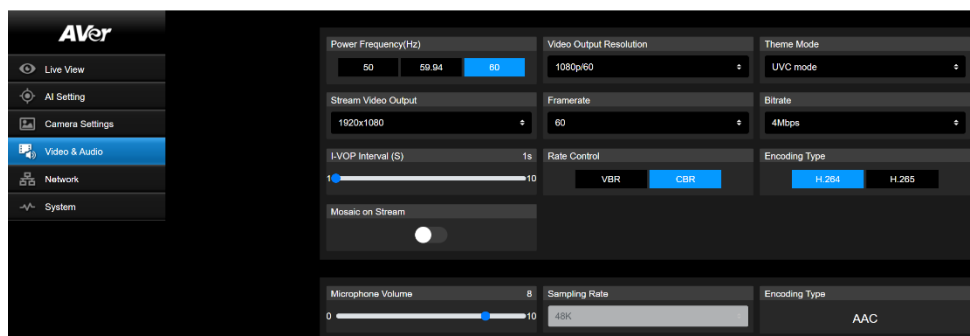 AVer
Live View
AI Setting
Camera Settings
Video & Audio
Network
System
Power Frequency(Hz)
50 59.94 60
Video Output Resolution
1080p/60
Theme Mode
UVC mode
Stream Video Output
1920x1080
Framerate
60
Bitrate
4Mbps
I-VOP Interval (S) 1s
1 10
Rate Control
VBR CBR
Encoding Type
H.264 H.265
Mosaic on Stream
Microphone Volume 8
0 10
Sampling Rate
48K
Encoding Type
AAC